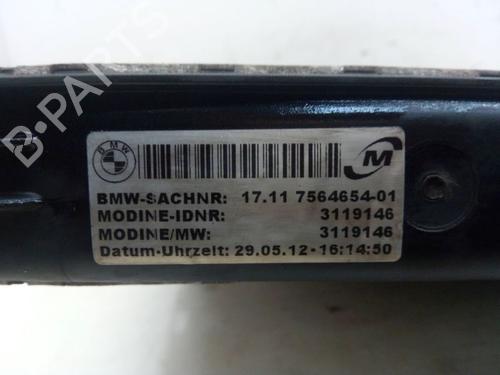 B-PARTS
BMW
M
BMW-SACHNR: 17.11 7564654-01
MODINE-IDNR: 3119146
MODINE/MW: 3119146
Datum-Uhrzeit: 29.05.12-16:14:50